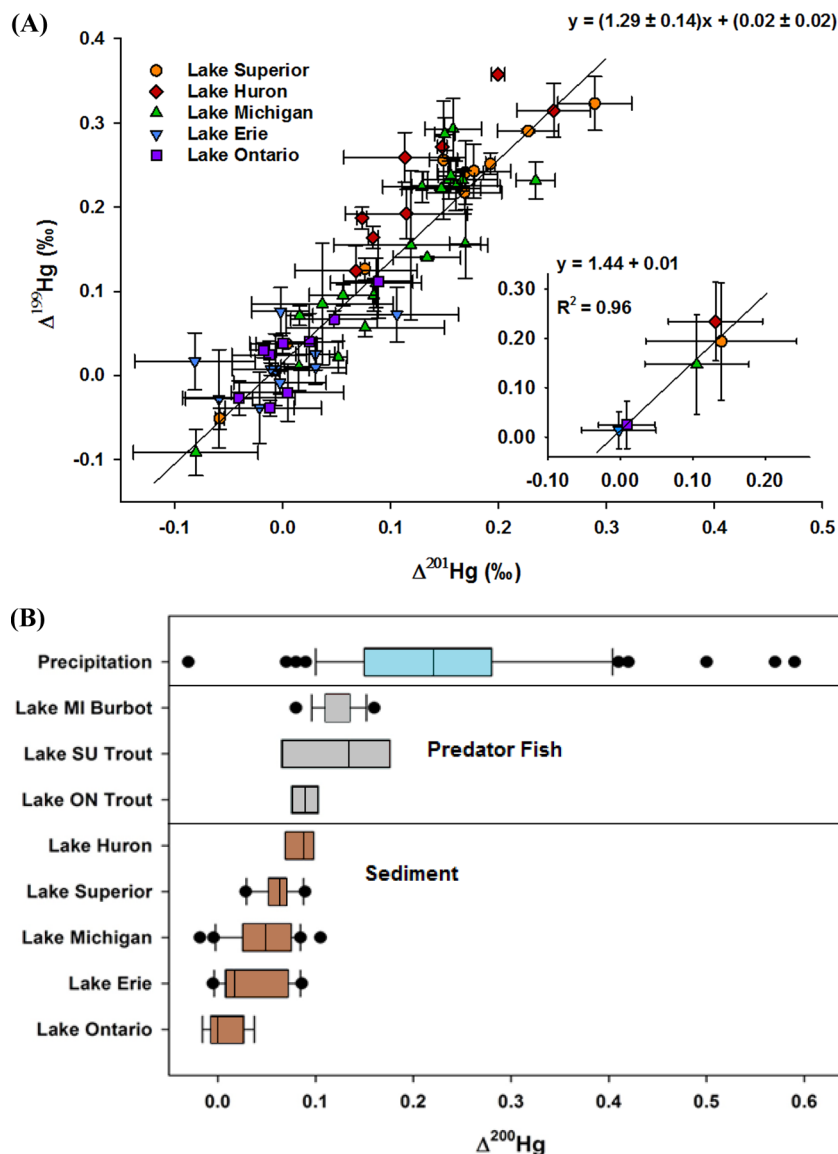 (A)
y = (1.29 ± 0.14)x + (0.02 ± 0.02)
0.4
0.3
0.2
0.1
0.0
-0.1
Δ¹⁹⁹Hg (‰)
Lake Superior
Lake Huron
Lake Michigan
Lake Erie
Lake Ontario
y = 1.44 + 0.01
R² = 0.96
0.30
0.20
0.10
0.00
-0.10 0.00 0.10 0.20
-0.1 0.0 0.1 0.2 0.3 0.4 0.5
Δ²⁰¹Hg (‰)
(B)
Precipitation
Lake MI Burbot
Lake SU Trout
Predator Fish
Lake ON Trout
Lake Huron
Sediment
Lake Superior
Lake Michigan
Lake Erie
Lake Ontario
0.0 0.1 0.2 0.3 0.4 0.5 0.6
Δ²⁰⁰Hg